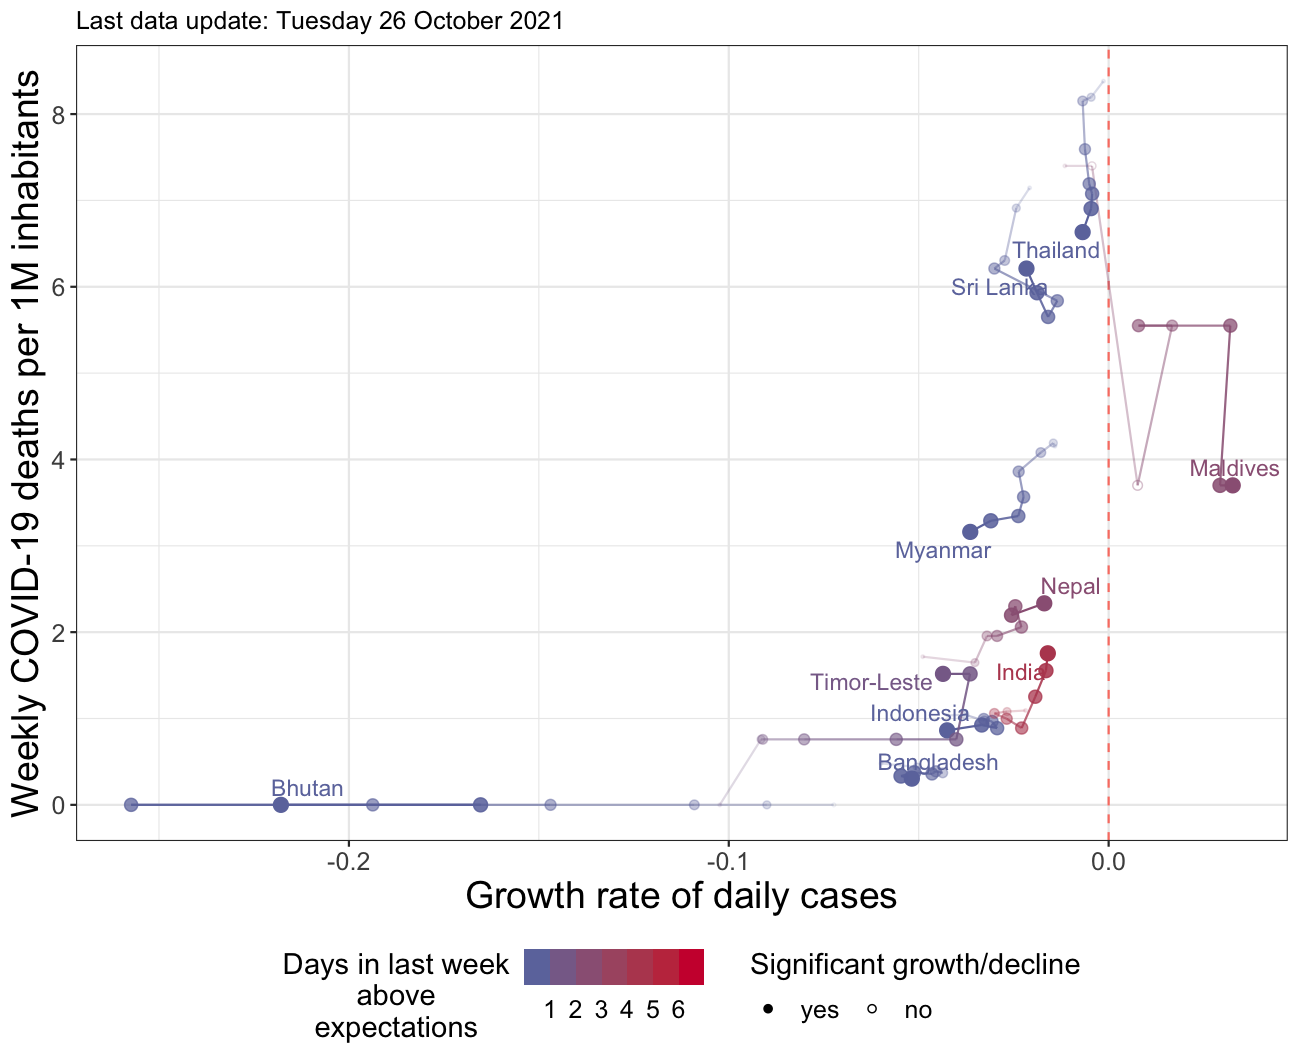 Last data update: Tuesday 26 October 2021
Weekly COVID-19 deaths per 1M inhabitants
8
6
4
2
0
Thailand
Sri Lanka
Maldives
Myanmar
Nepal
India
Timor-Leste
Indonesia
Bangladesh
Bhutan
-0.2 -0.1 0.0
Growth rate of daily cases
Days in last week
above
expectations
1 2 3 4 5 6
Significant growth/decline
yes no